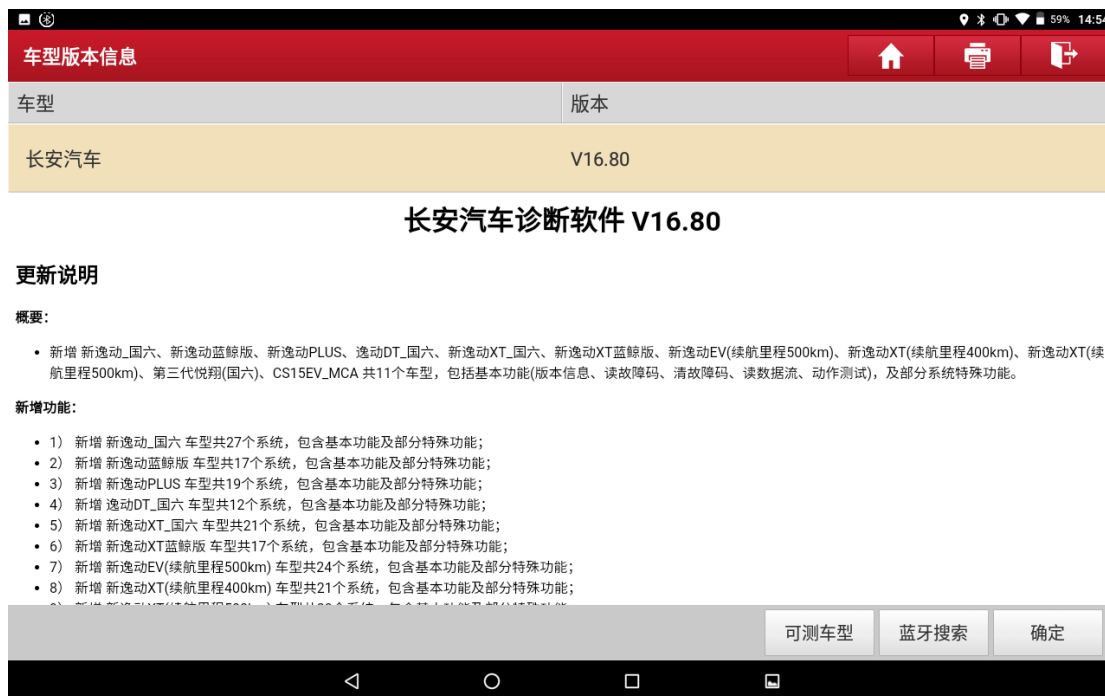 59% 14:54
车型版本信息
车型 版本
长安汽车 V16.80
长安汽车诊断软件 V16.80
更新说明
概要：
• 新增 新逸动_国六、新逸动蓝鲸版、新逸动PLUS、逸动DT_国六、新逸动XT_国六、新逸动XT蓝鲸版、新逸动EV(续航里程500km)、新逸动XT(续航里程400km)、新逸动XT(续
航里程500km)、第三代悦翔(国六)、CS15EV_MCA 共11个车型，包括基本功能(版本信息、读故障码、清故障码、读数据流、动作测试)，及部分系统特殊功能。
新增功能：
• 1） 新增 新逸动_国六 车型共27个系统，包含基本功能及部分特殊功能；
• 2） 新增 新逸动蓝鲸版 车型共17个系统，包含基本功能及部分特殊功能；
• 3） 新增 新逸动PLUS 车型共19个系统，包含基本功能及部分特殊功能；
• 4） 新增 逸动DT_国六 车型共12个系统，包含基本功能及部分特殊功能；
• 5） 新增 新逸动XT_国六 车型共21个系统，包含基本功能及部分特殊功能；
• 6） 新增 新逸动XT蓝鲸版 车型共17个系统，包含基本功能及部分特殊功能；
• 7） 新增 新逸动EV(续航里程500km) 车型共24个系统，包含基本功能及部分特殊功能；
• 8） 新增 新逸动XT(续航里程400km) 车型共21个系统，包含基本功能及部分特殊功能；
可测车型 蓝牙搜索 确定